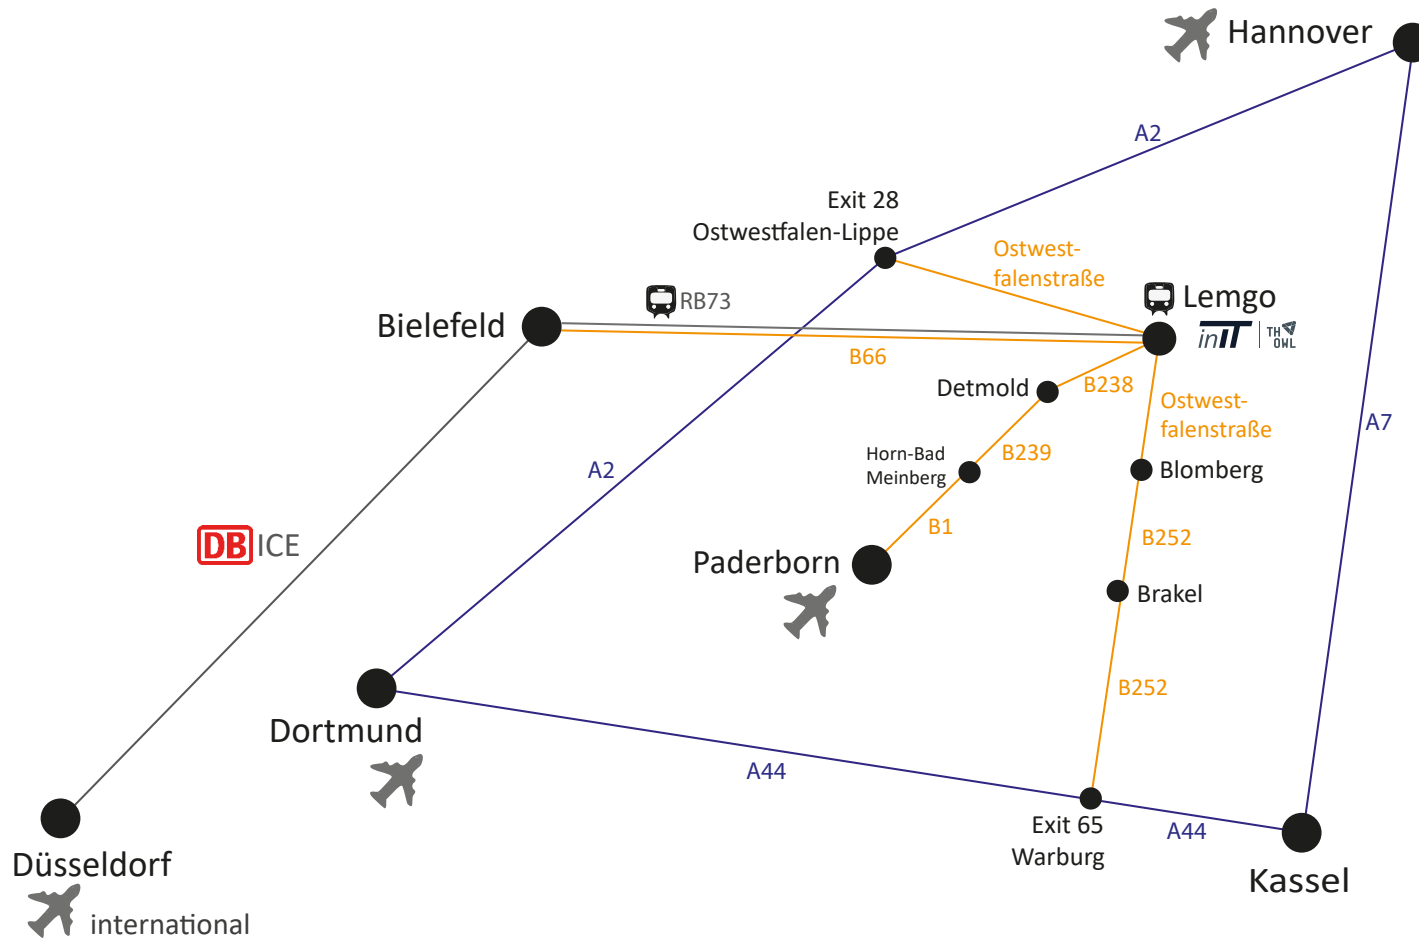 Hannover
A2
Exit 28
Ostwestfalen-Lippe
Ostwest-
falenstraße
RB73
Lemgo
Bielefeld
inIT
TH
OWL
B66
Detmold
B238
Ostwest-
falenstraße
A7
Horn-Bad
Meinberg
B239
Blomberg
A2
B1
B252
DB ICE
Paderborn
Brakel
B252
Dortmund
A44
Exit 65
Warburg
A44
Düsseldorf
international
Kassel